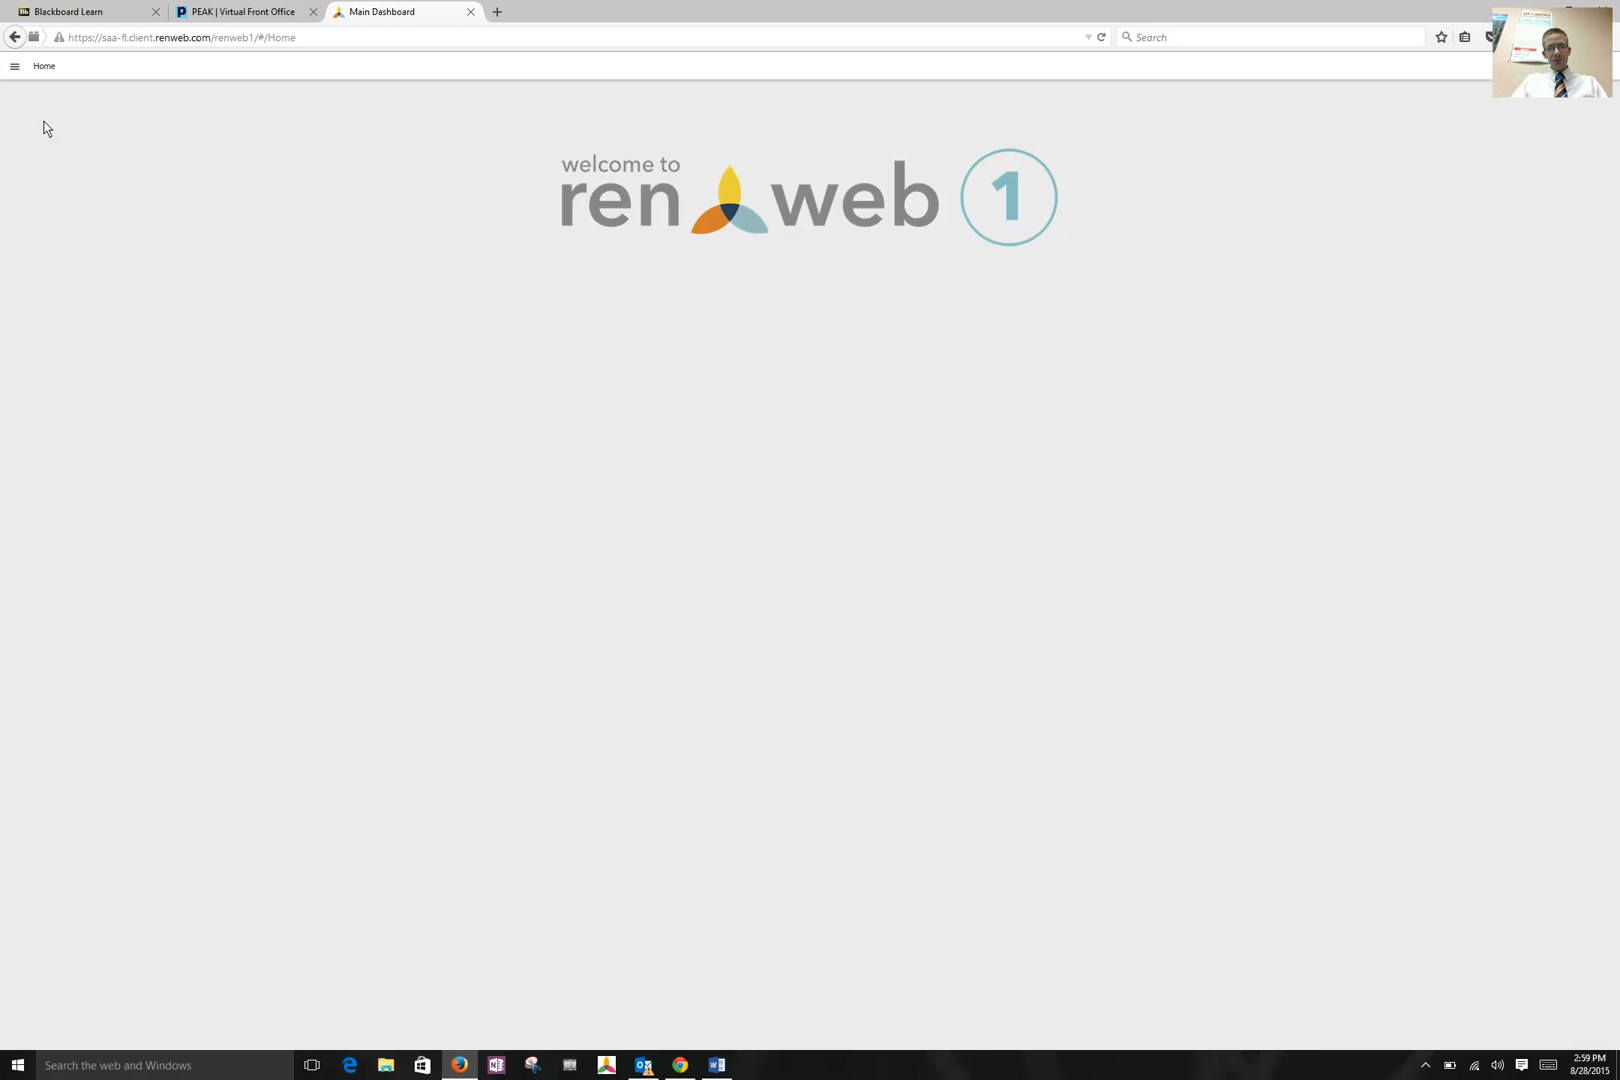 Blackboard Learn
PEAK | Virtual Front Office
Main Dashboard
https://saa-fl.client.renweb.com/renweb1/#/Home
Search
Home
welcome to
ren web 1
Search the web and Windows
2:59 PM
8/28/2015